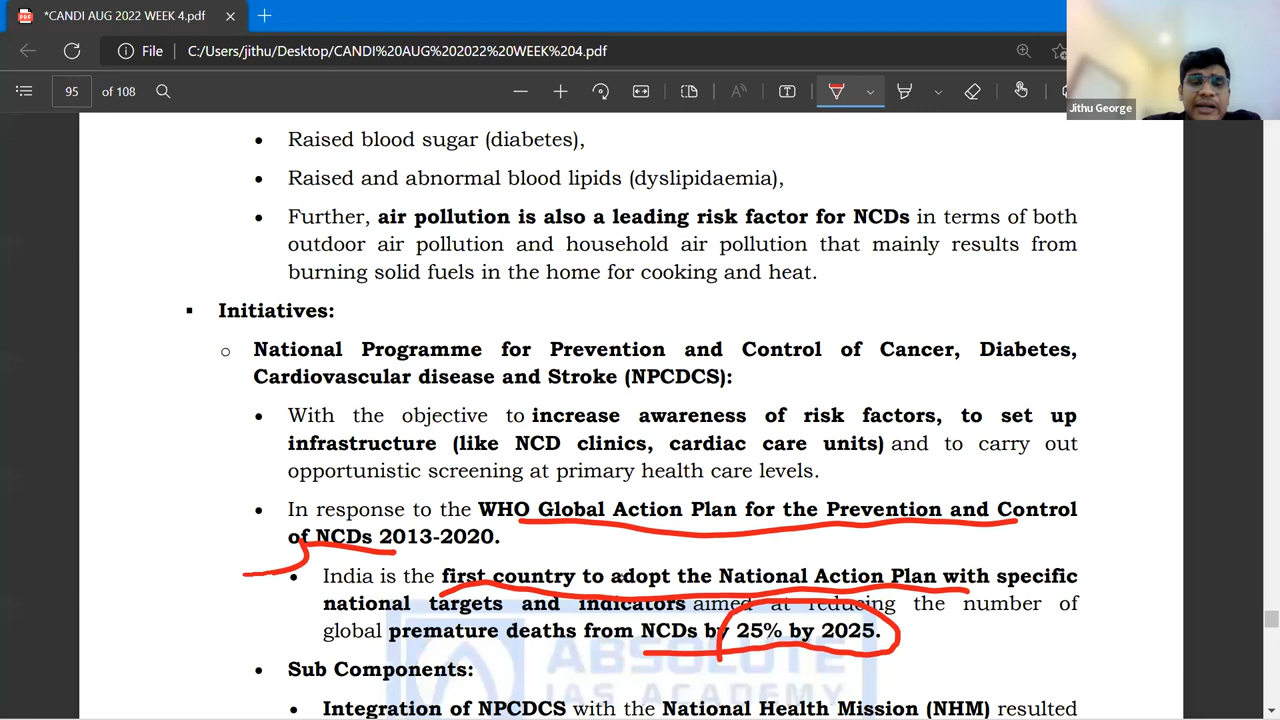 *CANDI AUG 2022 WEEK 4.pdf
File
C:/Users/jithu/Desktop/CANDI%20AUG%202022%20WEEK%204.pdf
95 of 108
Jithu George
• Raised blood sugar (diabetes),
• Raised and abnormal blood lipids (dyslipidaemia),
• Further, air pollution is also a leading risk factor for NCDs in terms of both
outdoor air pollution and household air pollution that mainly results from
burning solid fuels in the home for cooking and heat.
▪ Initiatives:
o National Programme for Prevention and Control of Cancer, Diabetes,
Cardiovascular disease and Stroke (NPCDCS):
• With the objective to increase awareness of risk factors, to set up
infrastructure (like NCD clinics, cardiac care units) and to carry out
opportunistic screening at primary health care levels.
• In response to the WHO Global Action Plan for the Prevention and Control
of NCDs 2013-2020.
• India is the first country to adopt the National Action Plan with specific
national targets and indicators aimed at reducing the number of
global premature deaths from NCDs by 25% by 2025.
ABSOLUTE
IAS ACADEMY
• Sub Components:
• Integration of NPCDCS with the National Health Mission (NHM) resulted